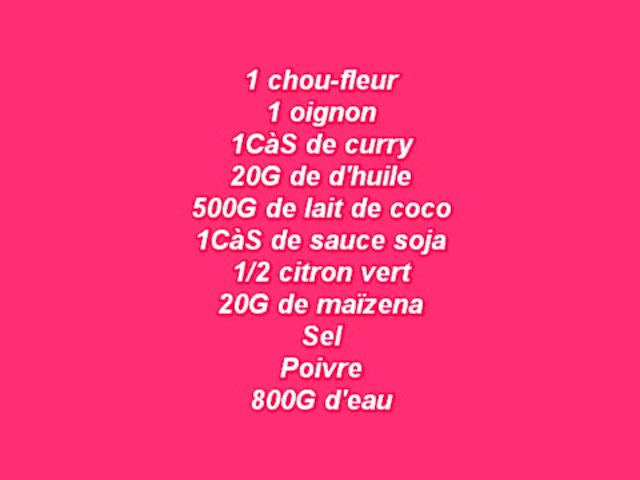 1 chou-fleur
1 oignon
1CàS de curry
20G de d'huile
500G de lait de coco
1CàS de sauce soja
1/2 citron vert
20G de maïzena
Sel
Poivre
800G d'eau